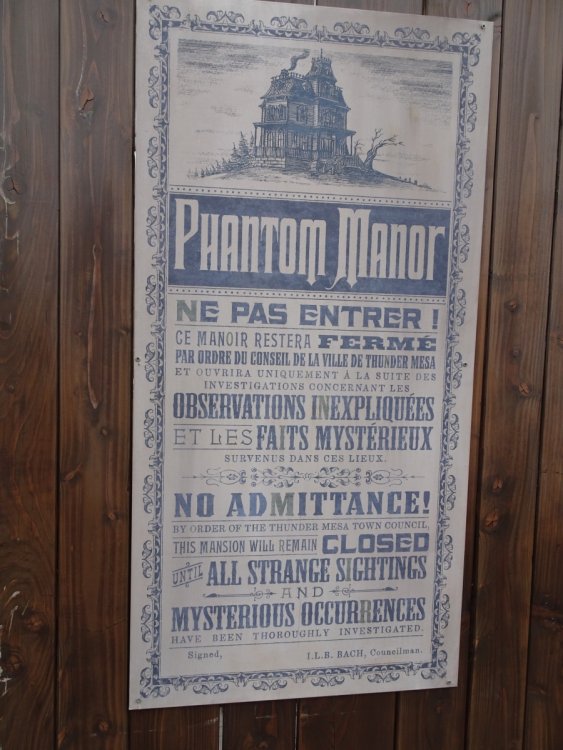 PHANTOM MANOR
NE PAS ENTRER !
CE MANOIR RESTERA FERMÉ
PAR ORDRE DU CONSEIL DE LA VILLE DE THUNDER MESA
ET OUVRIRA UNIQUEMENT À LA SUITE DES
INVESTIGATIONS CONCERNANT LES
OBSERVATIONS INEXPLIQUÉES
ET LES FAITS MYSTÉRIEUX
SURVENUS DANS CES LIEUX.
NO ADMITTANCE!
BY ORDER OF THE THUNDER MESA TOWN COUNCIL,
THIS MANSION WILL REMAIN CLOSED
UNTIL ALL STRANGE SIGHTINGS
AND
MYSTERIOUS OCCURRENCES
HAVE BEEN THOROUGHLY INVESTIGATED.
Signed, I.L.B. BACH, Councilman.